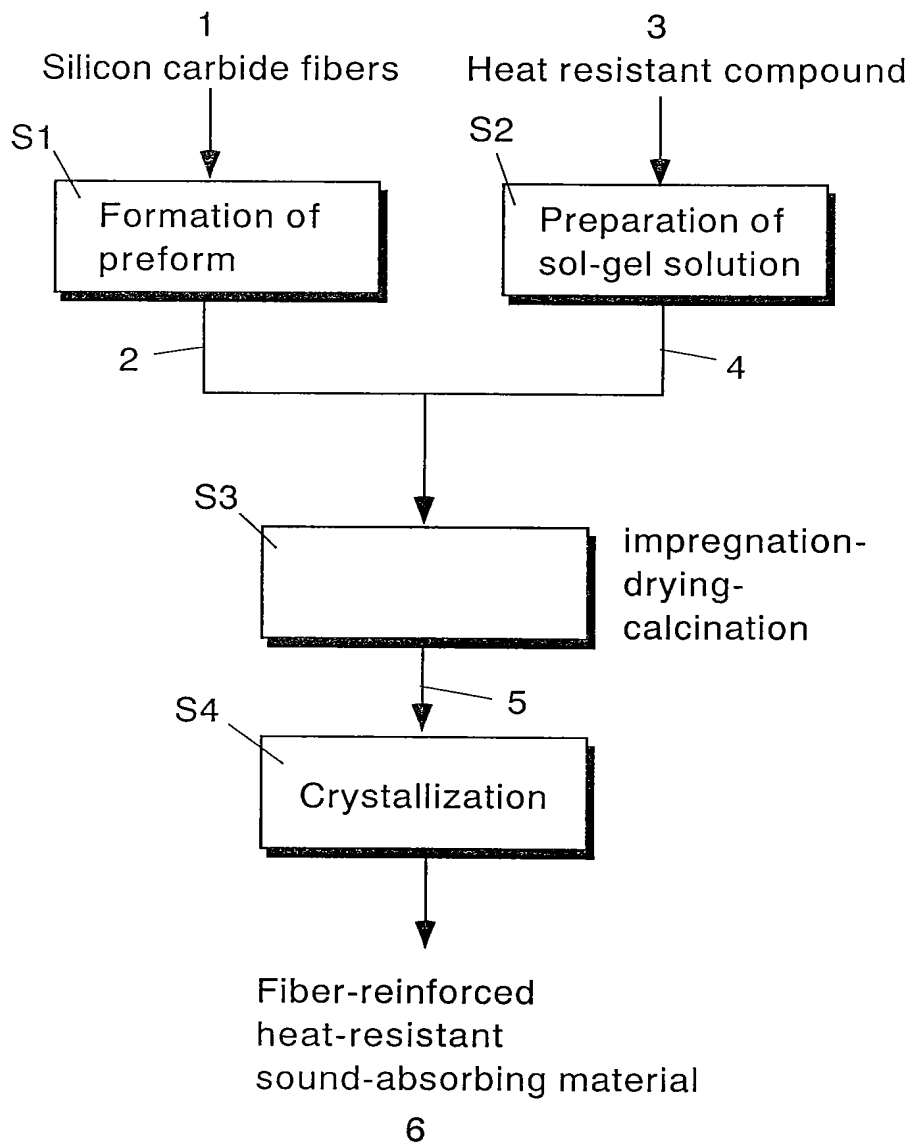 1
Silicon carbide fibers
3
Heat resistant compound
S1
Formation of
preform
S2
Preparation of
sol-gel solution
2
4
S3
impregnation-
drying-
calcination
5
S4
Crystallization
Fiber-reinforced
heat-resistant
sound-absorbing material
6